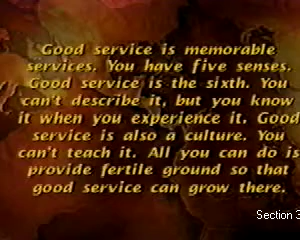 Good service is memorable
services. You have five senses.
Good service is the sixth. You
can't describe it, but you know
it when you experience it. Good
service is also a culture. You
can't teach it. All you can do is
provide fertile ground so that
good service can grow there.
Section 3